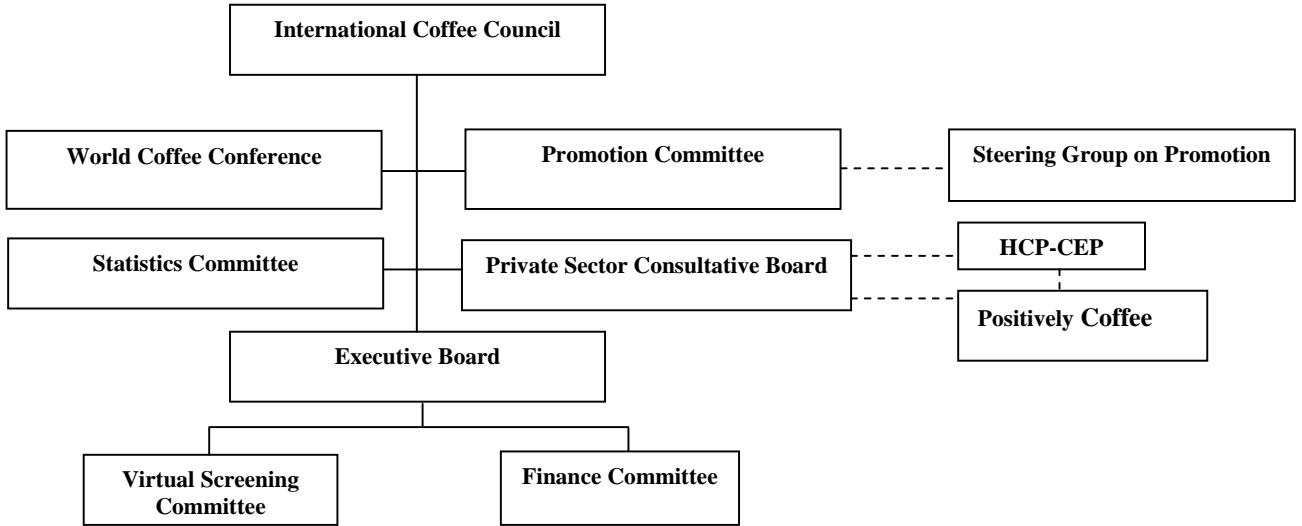 International Coffee Council
World Coffee Conference
Promotion Committee
Steering Group on Promotion
Statistics Committee
Private Sector Consultative Board
HCP-CEP
Positively Coffee
Executive Board
Virtual Screening
Committee
Finance Committee